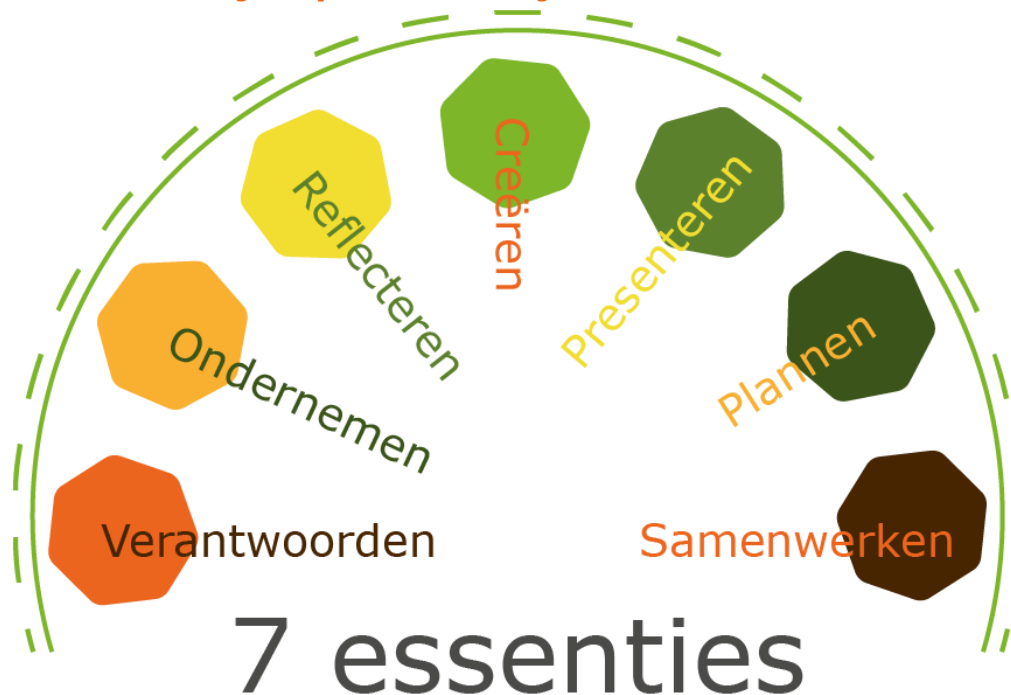 Verantwoorden
Ondernemen
Reflecteren
Creëren
Presenteren
Plannen
Samenwerken
7 essenties